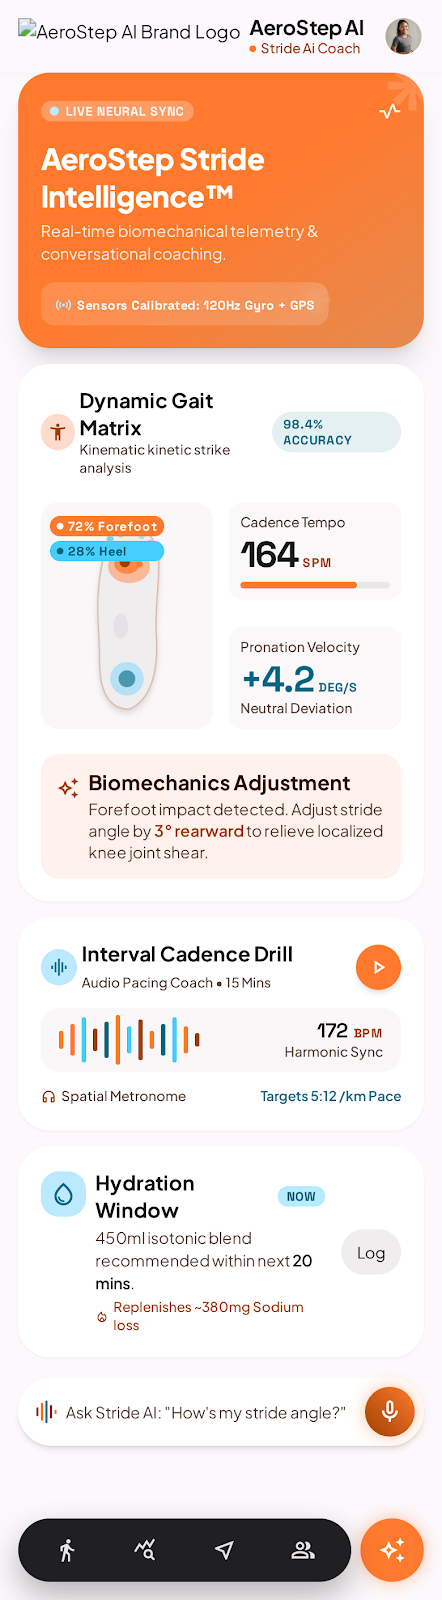 AeroStep AI Brand Logo
AeroStep AI
Stride Ai Coach
LIVE NEURAL SYNC
AeroStep Stride
Intelligence™
Real-time biomechanical telemetry &
conversational coaching.
Sensors Calibrated: 120Hz Gyro + GPS
Dynamic Gait
Matrix
Kinematic kinetic strike
analysis
98.4%
ACCURACY
72% Forefoot
28% Heel
Cadence Tempo
164 SPM
Pronation Velocity
+4.2 DEG/S
Neutral Deviation
Biomechanics Adjustment
Forefoot impact detected. Adjust stride
angle by 3° rearward to relieve localized
knee joint shear.
Interval Cadence Drill
Audio Pacing Coach • 15 Mins
172 BPM
Harmonic Sync
Spatial Metronome
Targets 5:12 /km Pace
Hydration
Window
NOW
450ml isotonic blend
recommended within next 20
mins.
Replenishes ~380mg Sodium
loss
Log
Ask Stride AI: "How's my stride angle?"